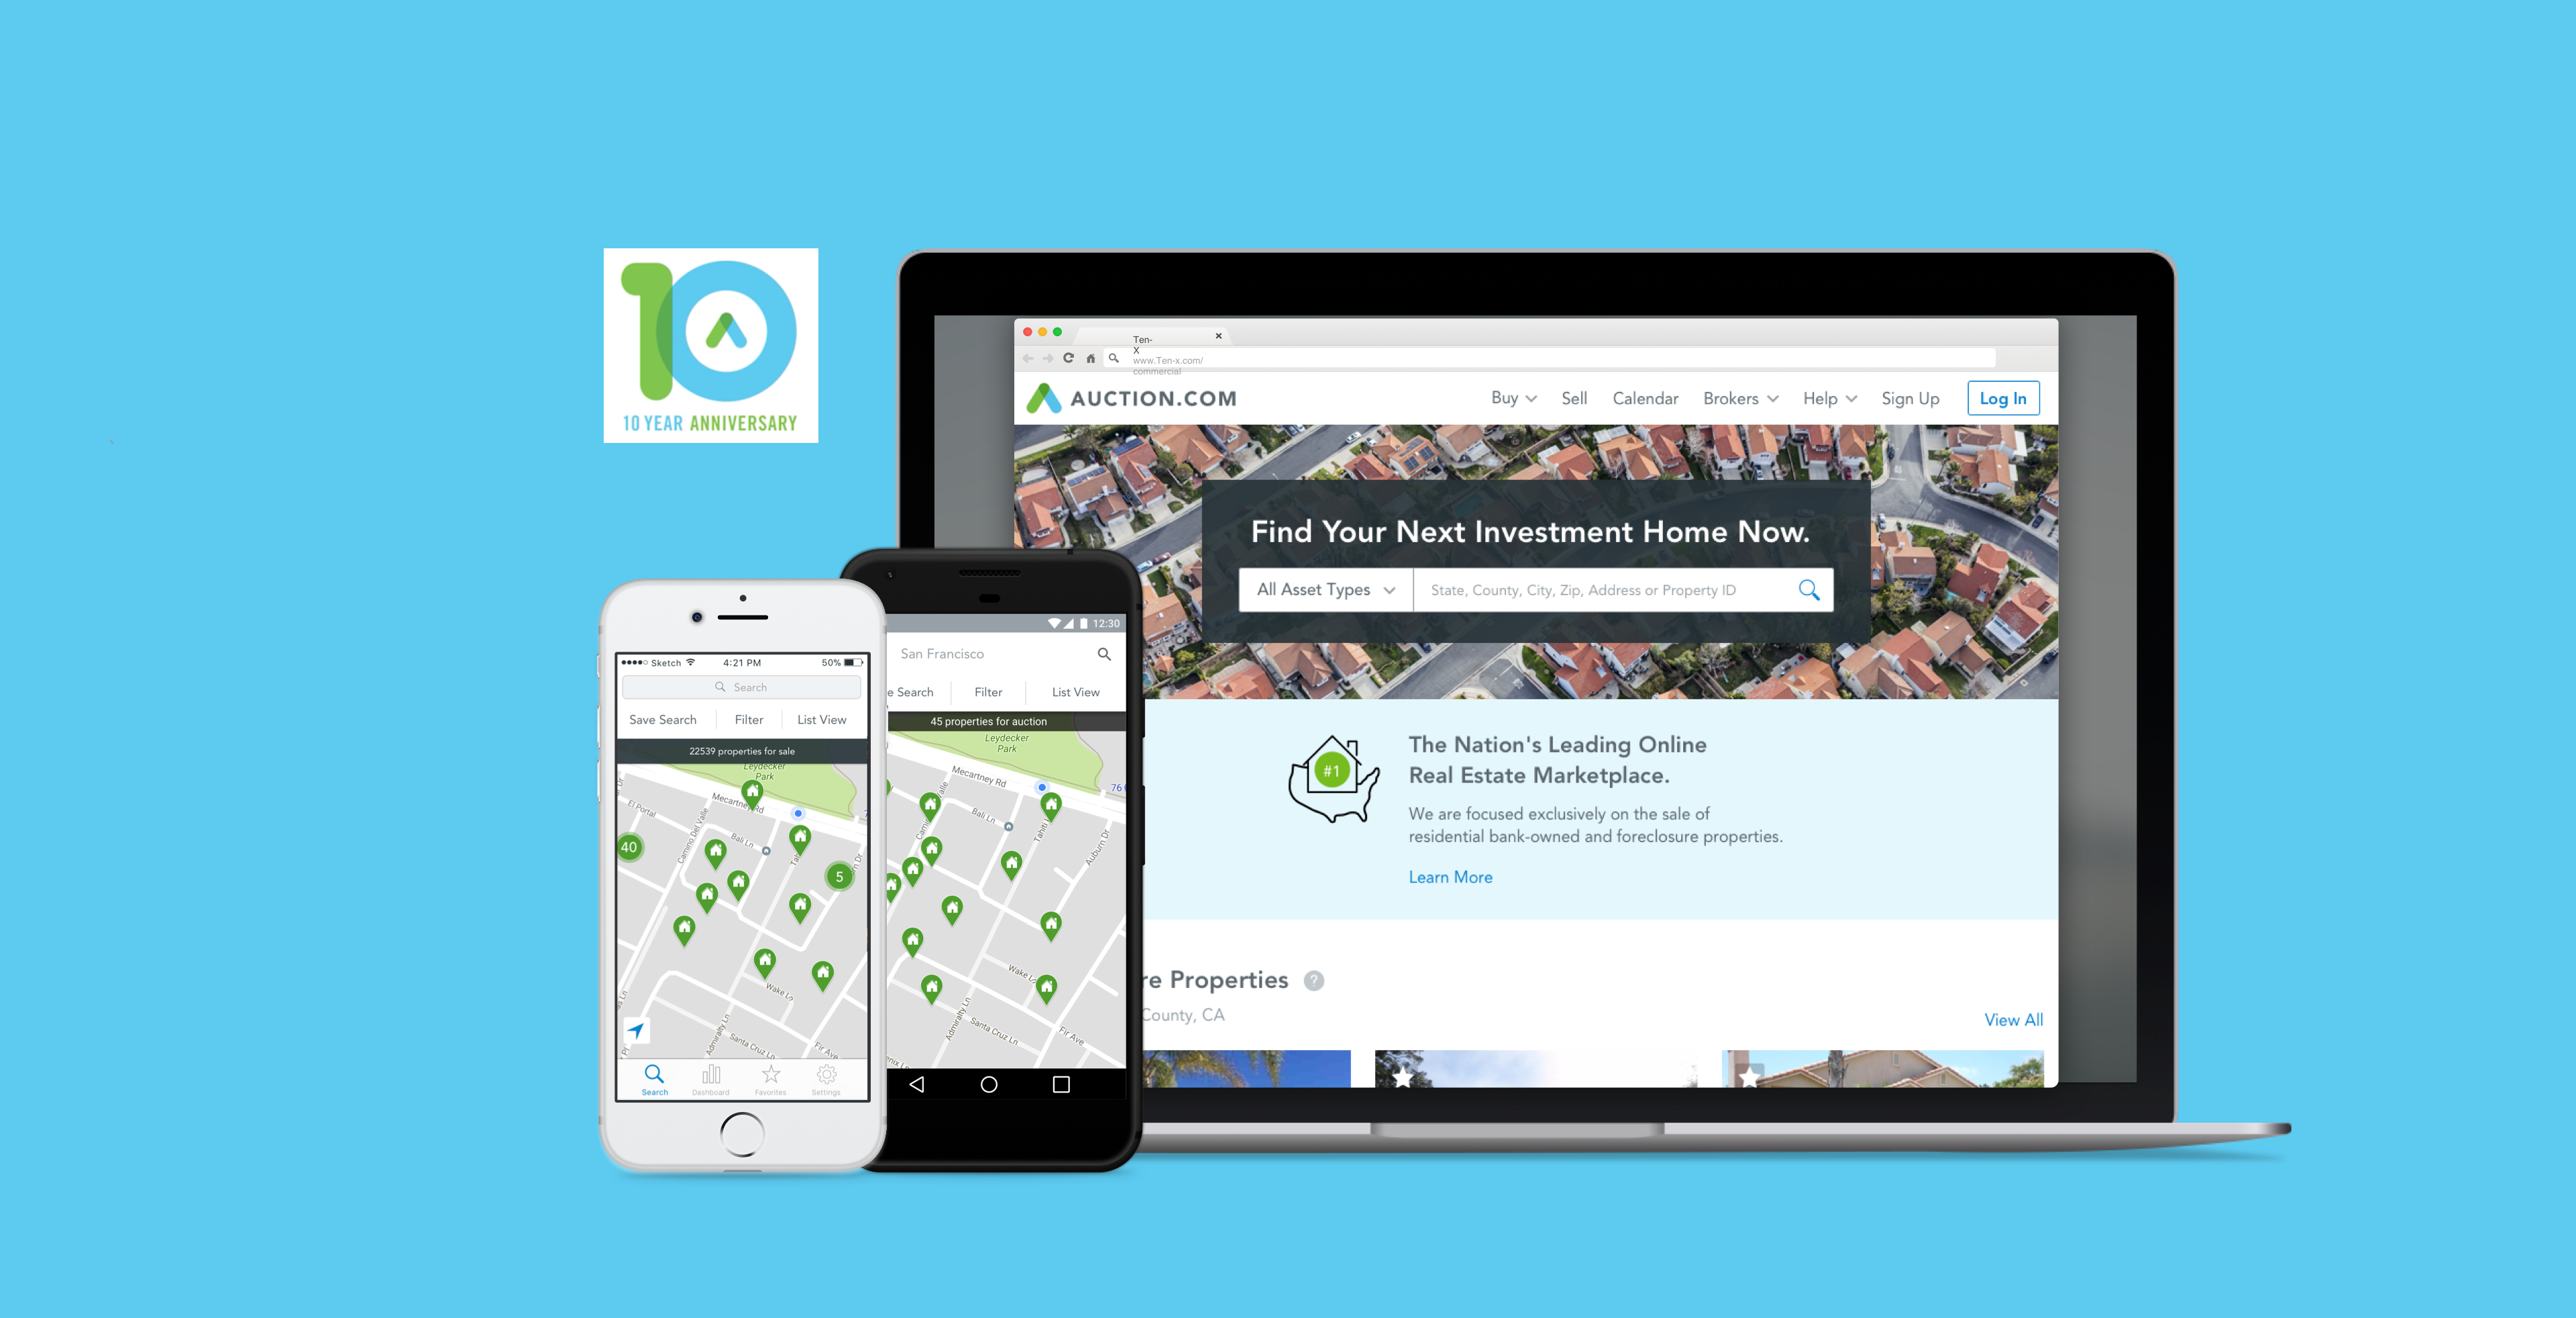 10
10 YEAR ANNIVERSARY
Ten-
X
www.Ten-x.com/
commercial
AUCTION.COM
Buy
Sell
Calendar
Brokers
Help
Sign Up
Log In
Find Your Next Investment Home Now.
All Asset Types
State, County, City, Zip, Address or Property ID
#1
The Nation's Leading Online
Real Estate Marketplace.
We are focused exclusively on the sale of
residential bank-owned and foreclosure properties.
Learn More
re Properties
?
County, CA
View All
12:30
San Francisco
e Search
Filter
List View
45 properties for auction
Leydecker
Park
Mecartney Rd
76
Bali Ln
Tahiti
Auburn Dr
Wake Ln
Admiralty Ln
Santa Cruz Ln
Fir Ave
Sketch
4:21 PM
50%
Search
Save Search
Filter
List View
22539 properties for sale
Leydecker
Park
Mecartney Rd
El Portal
Camino Del Valle
Bali Ln
40
5
Wake Ln
Admiralty Ln
Santa Cruz Ln
Fir Ave
Search
Dashboard
Favorites
Settings